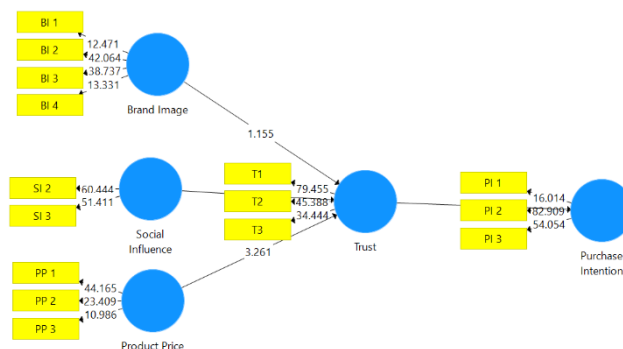 BI 1
BI 2
BI 3
BI 4
12.471
42.064
38.737
13.331
Brand Image
1.155
SI 2
SI 3
60.444
51.411
Social
Influence
T1
T2
T3
79.455
45.388
34.444
Trust
3.261
PP 1
PP 2
PP 3
44.165
23.409
10.986
Product Price
PI 1
PI 2
PI 3
16.014
82.909
54.054
Purchase
Intention